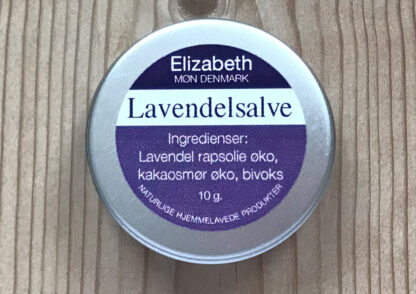 Elizabeth
MØN DENMARK
Lavendelsalve
Ingredienser:
Lavendel rapsolie øko,
kakaosmør øko, bivoks
10 g.
NATURLIGE HJEMMELAVEDE PRODUKTER